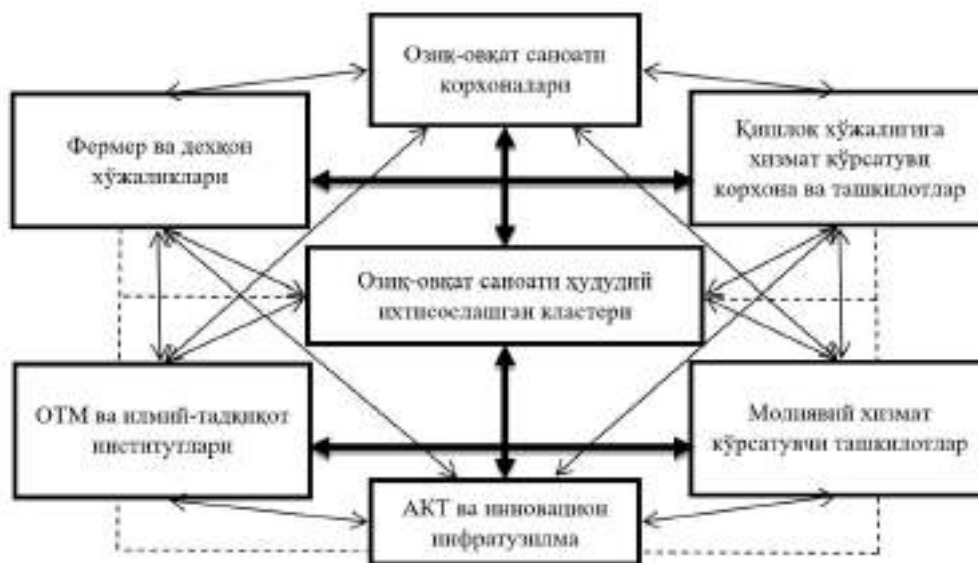 Озиқ-овқат саноати
корхоналари
Фермер ва деҳқон
хўжаликлари
Қишлоқ хўжалигига
хизмат кўрсатуви
корхона ва ташкилотлар
Озиқ-овқат саноати ҳудудий
ихтисослашган кластери
ОТМ ва илмий-тадқиқот
институтлари
Молиявий хизмат
кўрсатувчи ташкилотлар
АКТ ва инновацион
инфратузилма